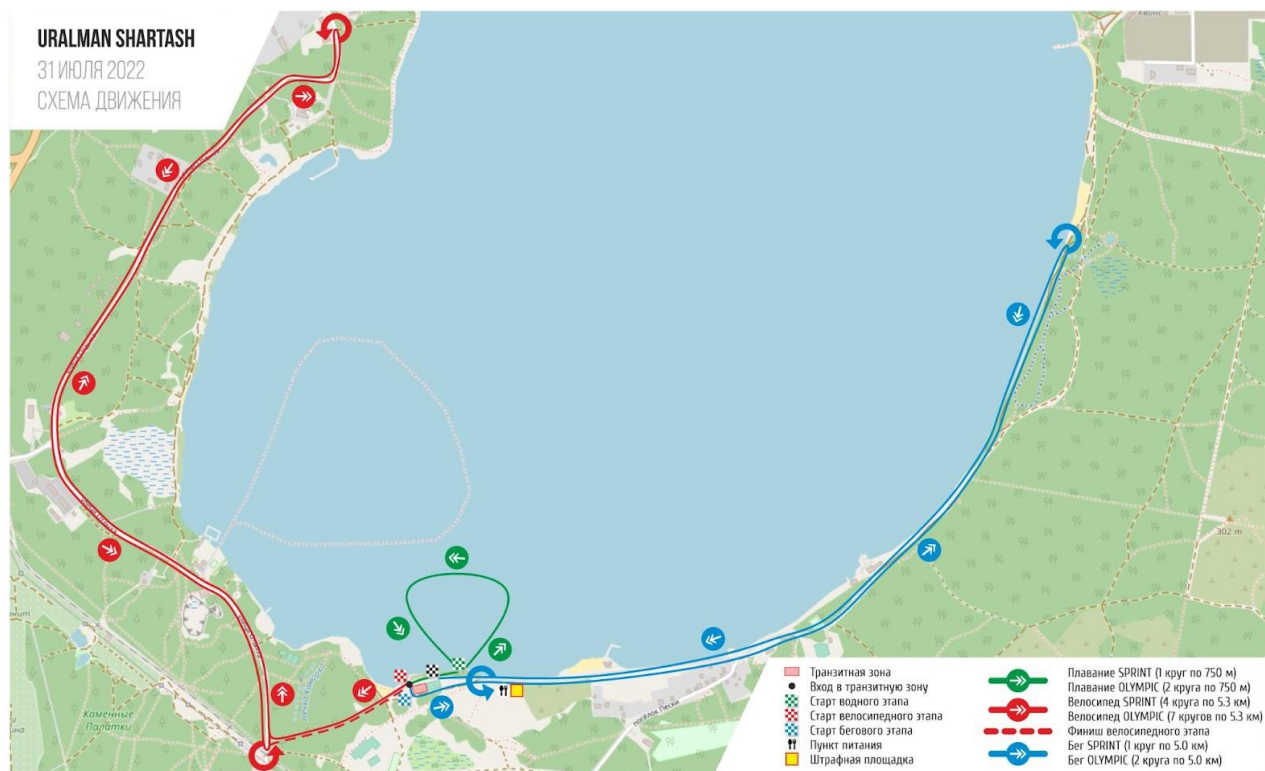 URALMAN SHARTASH
31 ИЮЛЯ 2022
СХЕМА ДВИЖЕНИЯ
302 m
Каменные
Палатки
посёлок Пески
Транзитная зона
Вход в транзитную зону
Старт водного этапа
Старт велосипедного этапа
Старт бегового этапа
Пункт питания
Штрафная площадка
Плавание SPRINT (1 круг по 750 м)
Плавание OLYMPIC (2 круга по 750 м)
Велосипед SPRINT (4 круга по 5.3 км)
Велосипед OLYMPIC (7 кругов по 5.3 км)
Финиш велосипедного этапа
Бег SPRINT (1 круг по 5.0 км)
Бег OLYMPIC (2 круга по 5.0 км)